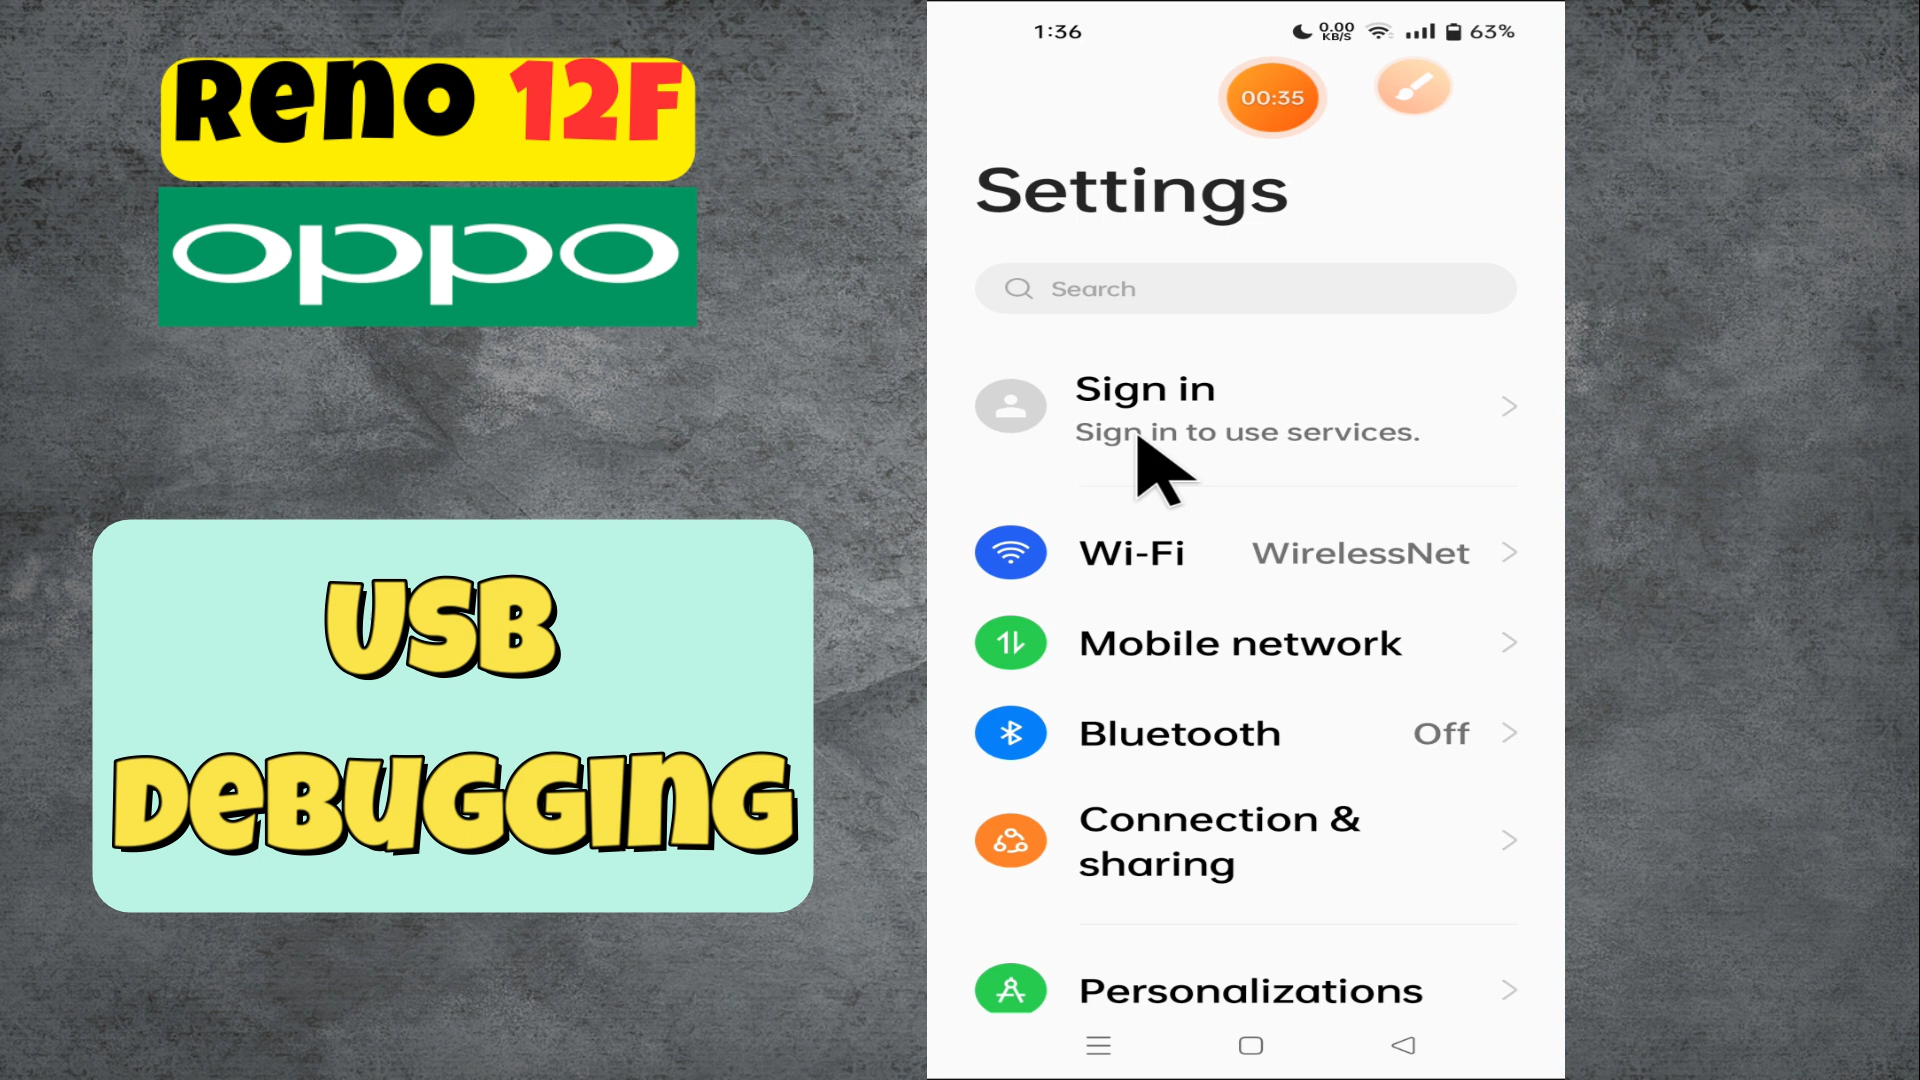 Reno 12F
oppo
USB
DeBuGGinG
1:36
0.00
KB/S
63%
00:35
Settings
Search
Sign in
Sign in to use services.
Wi-Fi WirelessNet
Mobile network
Bluetooth Off
Connection &
sharing
Personalizations